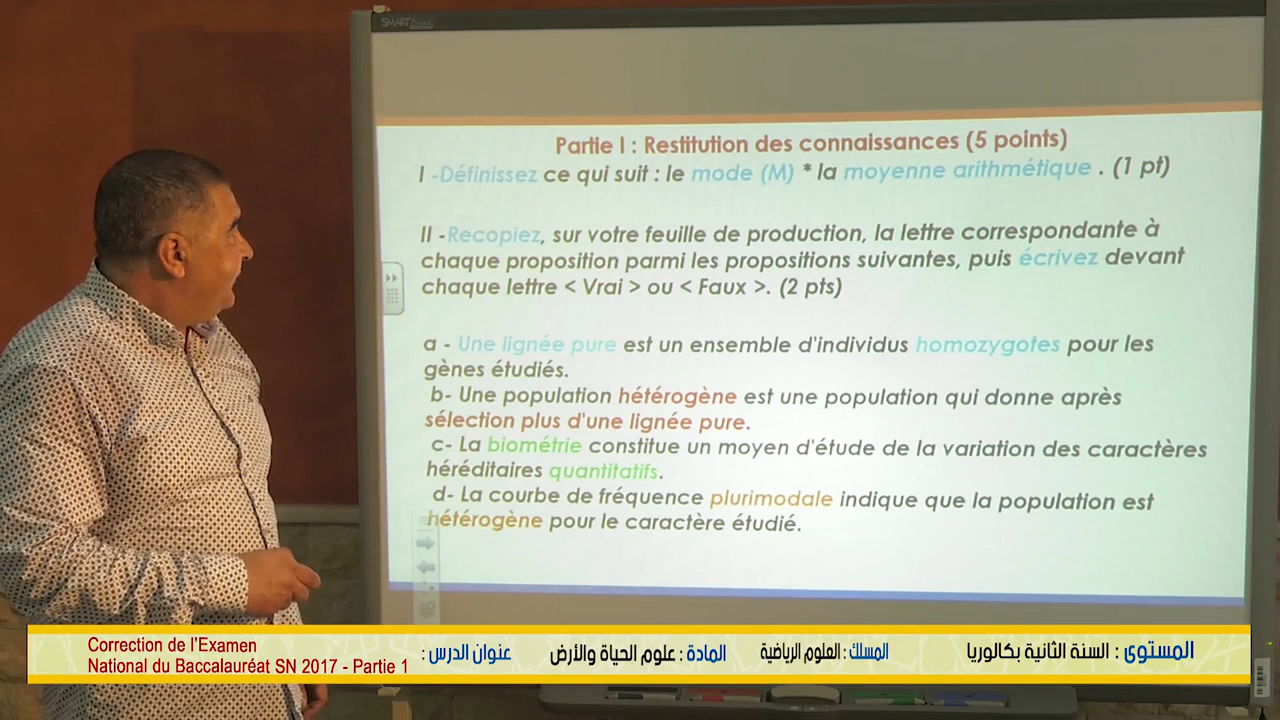 SMART
Partie I : Restitution des connaissances (5 points)
I -Définissez ce qui suit : le mode (M) * la moyenne arithmétique . (1 pt)
II -Recopiez, sur votre feuille de production, la lettre correspondante à
chaque proposition parmi les propositions suivantes, puis écrivez devant
chaque lettre < Vrai > ou < Faux >. (2 pts)
a - Une lignée pure est un ensemble d'individus homozygotes pour les
gènes étudiés.
b- Une population hétérogène est une population qui donne après
sélection plus d'une lignée pure.
c- La biométrie constitue un moyen d'étude de la variation des caractères
héréditaires quantitatifs.
d- La courbe de fréquence plurimodale indique que la population est
hétérogène pour le caractère étudié.
المستوى : السنة الثانية بكالوريا
المسلك : العلوم الرياضية
المادة : علوم الحياة والأرض
عنوان الدرس :
Correction de l'Examen
National du Baccalauréat SN 2017 - Partie 1